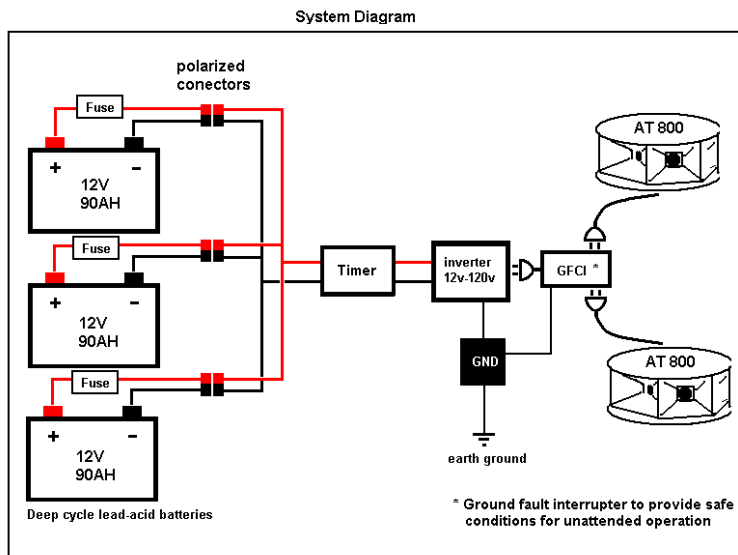 System Diagram
polarized
conectors
Fuse
+ −
12V
90AH
Fuse
+ −
12V
90AH
Fuse
+ −
12V
90AH
Deep cycle lead-acid batteries
Timer
inverter
12v-120v
GFCI *
GND
earth ground
AT 800
AT 800
* Ground fault interrupter to provide safe
conditions for unattended operation